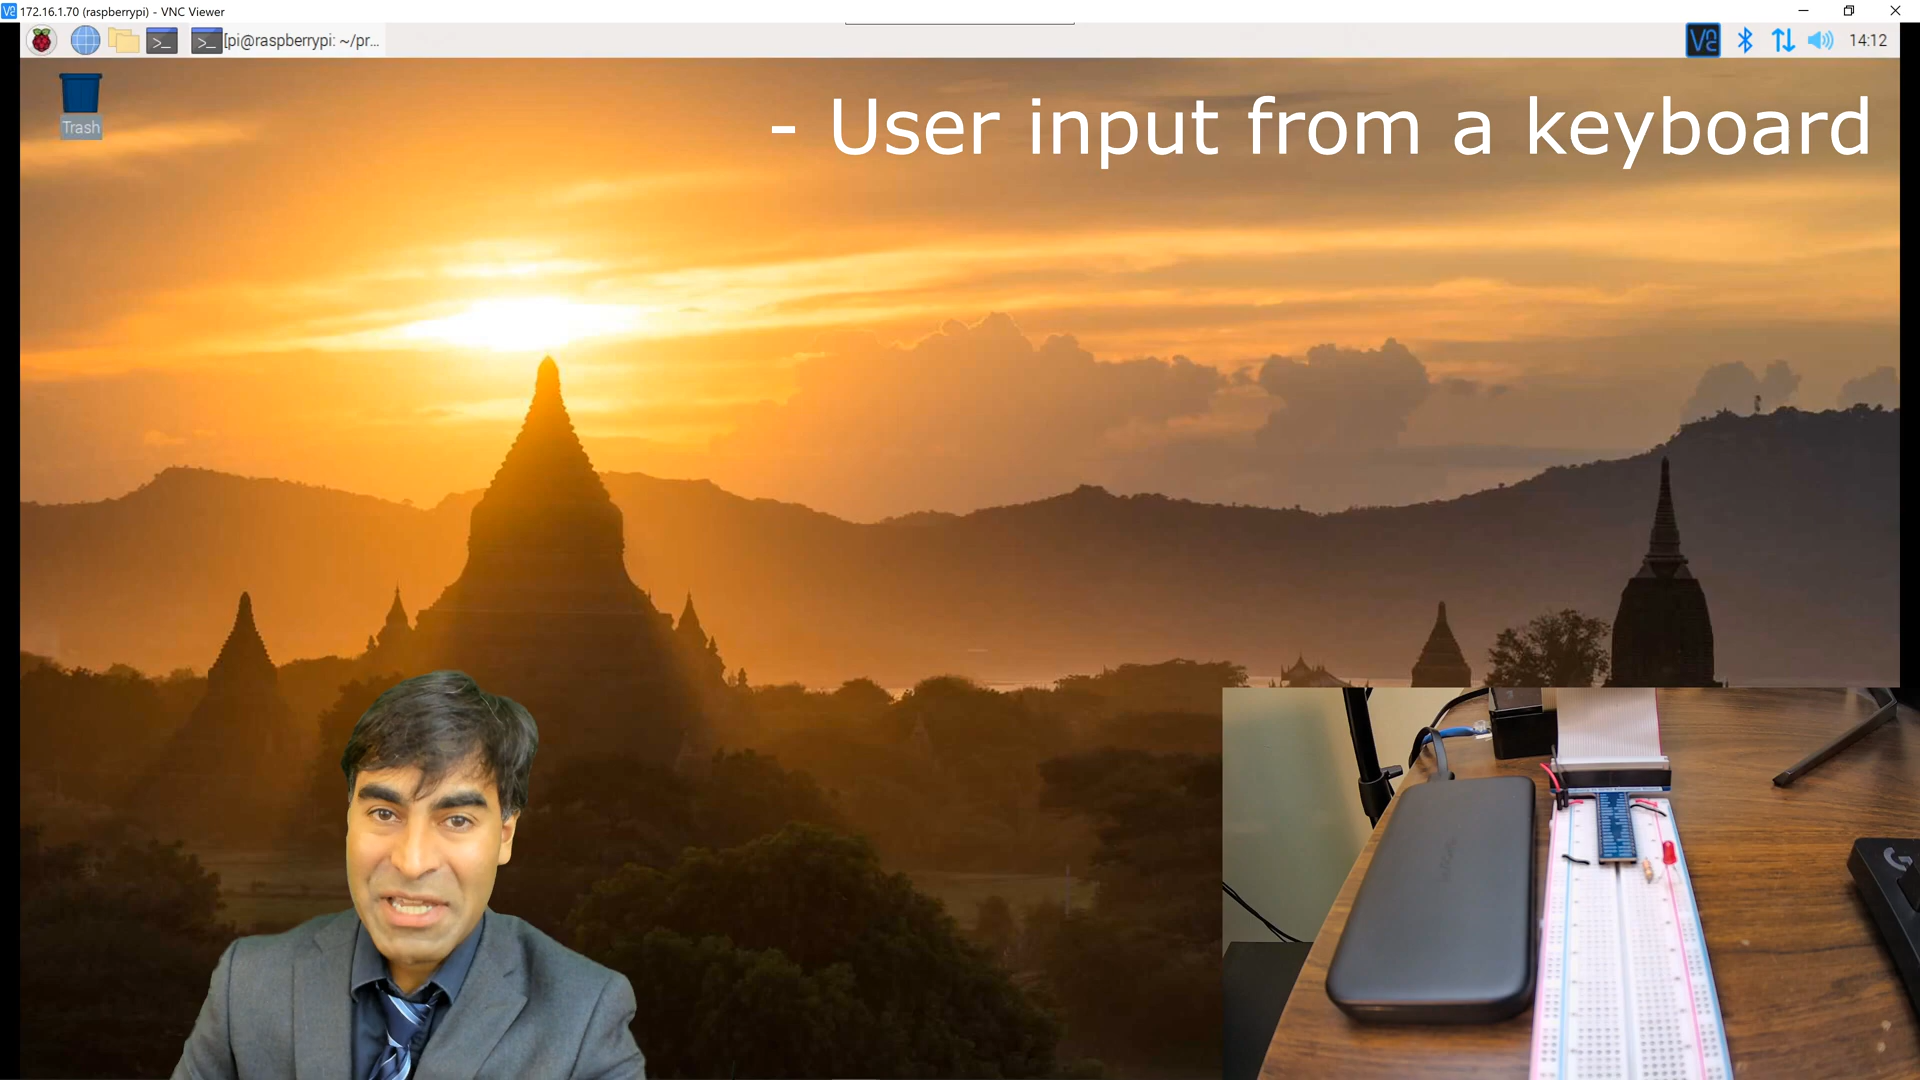 172.16.1.70 (raspberrypi) - VNC Viewer
[pi@raspberrypi: ~/pr...
14:12
Trash
- User input from a keyboard